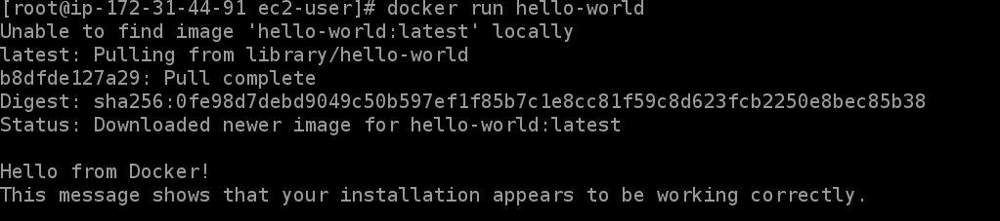 [root@ip-172-31-44-91 ec2-user]# docker run hello-world
Unable to find image 'hello-world:latest' locally
latest: Pulling from library/hello-world
b8dfde127a29: Pull complete
Digest: sha256:0fe98d7debd9049c50b597ef1f85b7c1e8cc81f59c8d623fcb2250e8bec85b38
Status: Downloaded newer image for hello-world:latest

Hello from Docker!
This message shows that your installation appears to be working correctly.